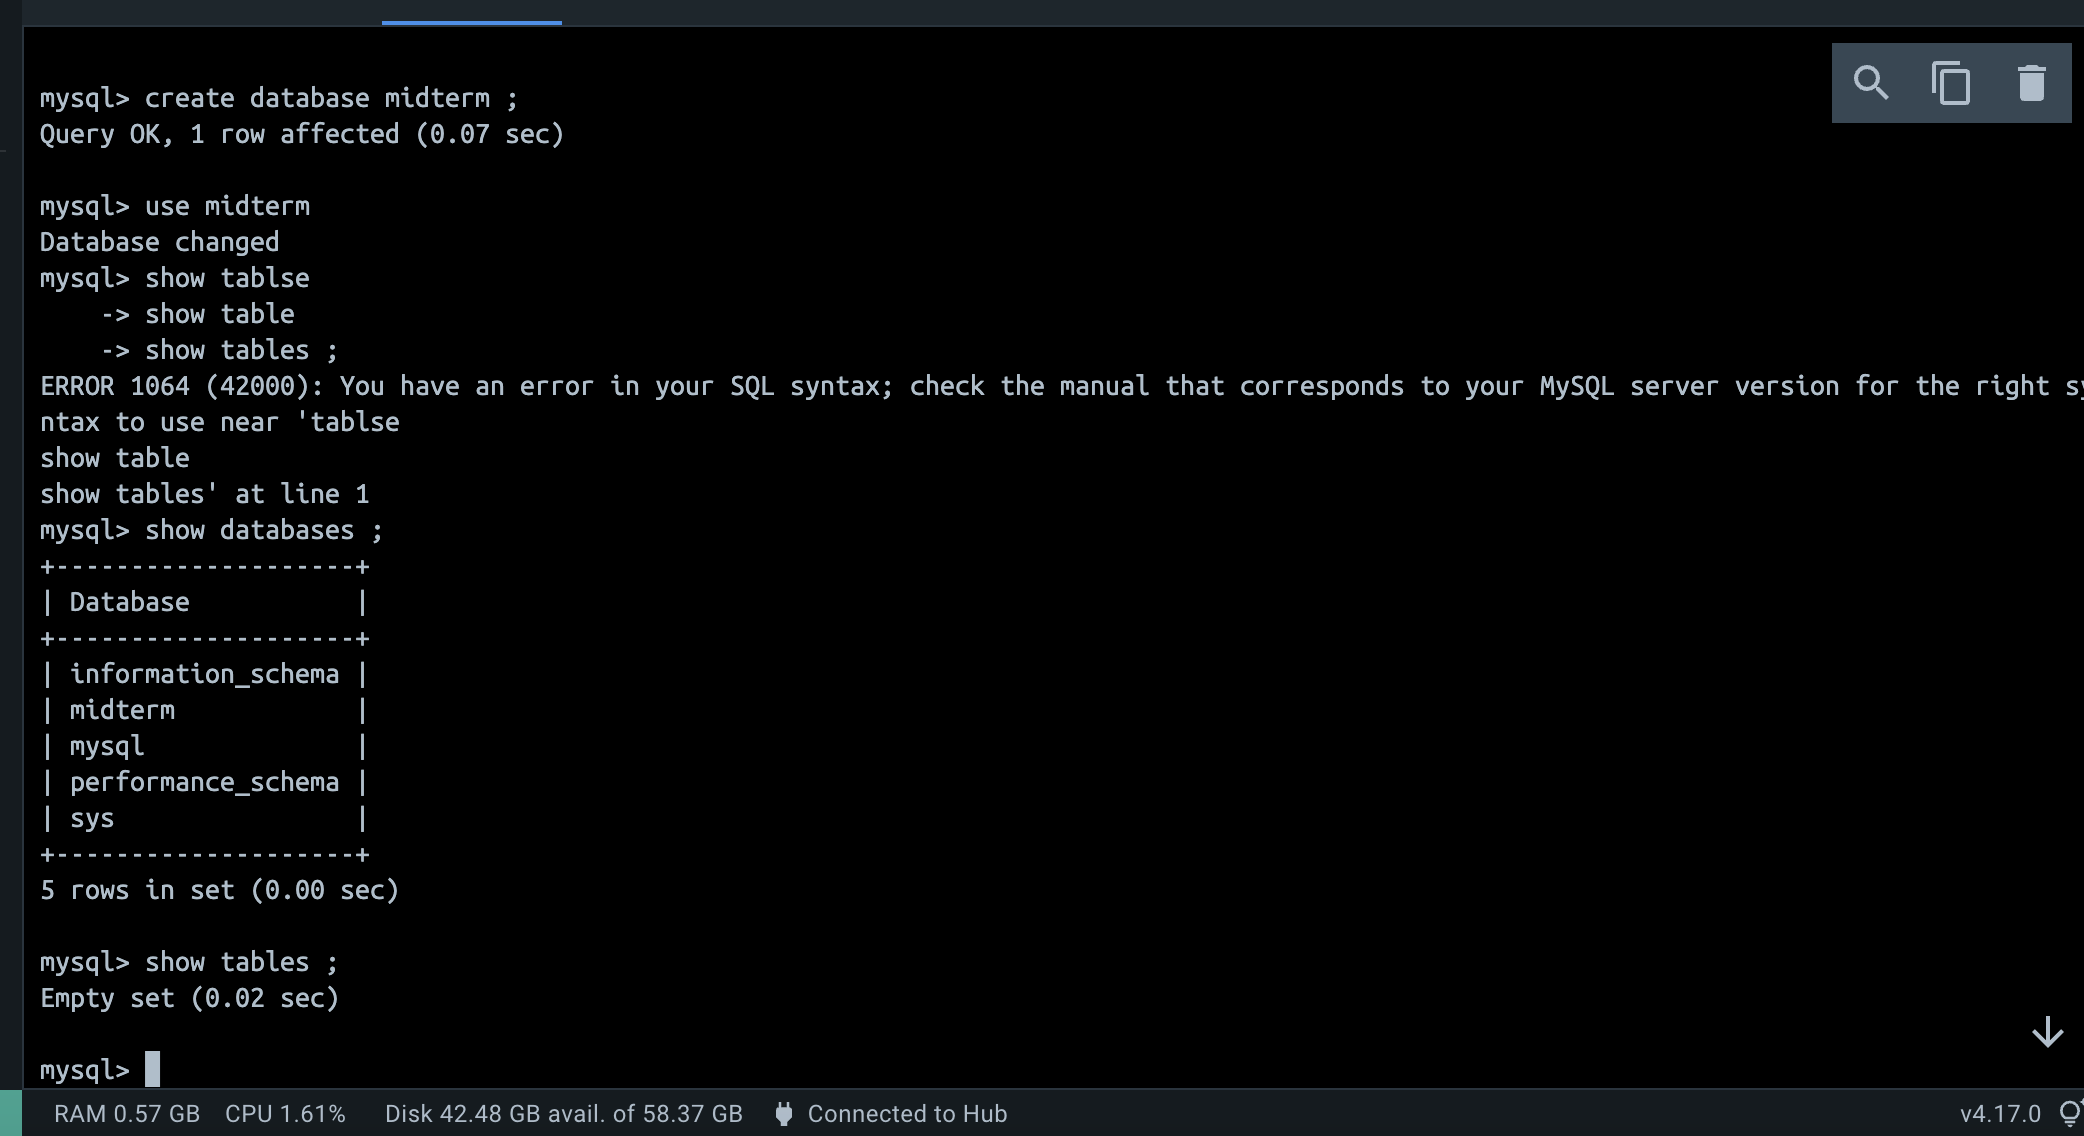 mysql> create database midterm ;
Query OK, 1 row affected (0.07 sec)
mysql> use midterm
Database changed
mysql> show tablse
    -> show table
    -> show tables ;
ERROR 1064 (42000): You have an error in your SQL syntax; check the manual that corresponds to your MySQL server version for the right sy
ntax to use near 'tablse
show table
show tables' at line 1
mysql> show databases ;
+--------------------+
| Database           |
+--------------------+
| information_schema |
| midterm            |
| mysql              |
| performance_schema |
| sys                |
+--------------------+
5 rows in set (0.00 sec)
mysql> show tables ;
Empty set (0.02 sec)
mysql>
RAM 0.57 GB CPU 1.61% Disk 42.48 GB avail. of 58.37 GB Connected to Hub v4.17.0